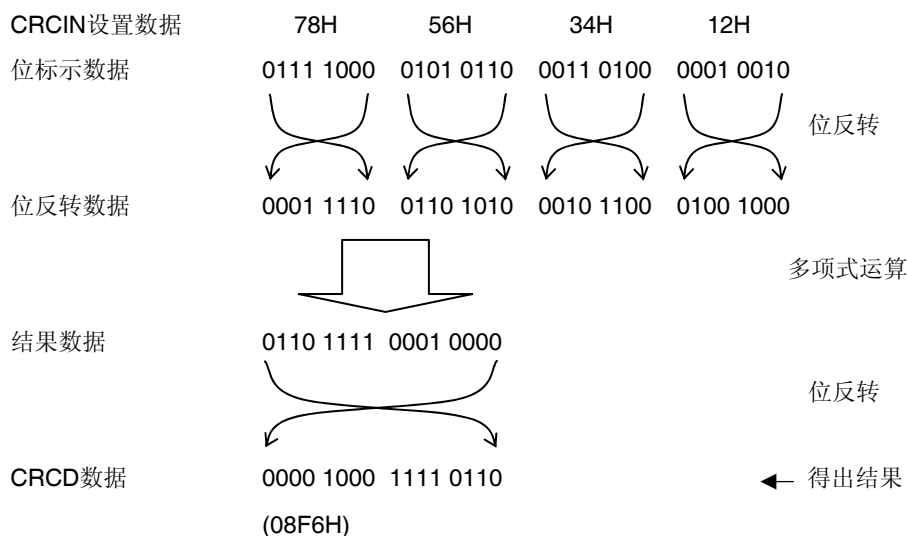 CRCIN设置数据 78H 56H 34H 12H
位标示数据 0111 1000 0101 0110 0011 0100 0001 0010
位反转
位反转数据 0001 1110 0110 1010 0010 1100 0100 1000
多项式运算
结果数据 0110 1111 0001 0000
位反转
CRCD数据 0000 1000 1111 0110 得出结果
(08F6H)